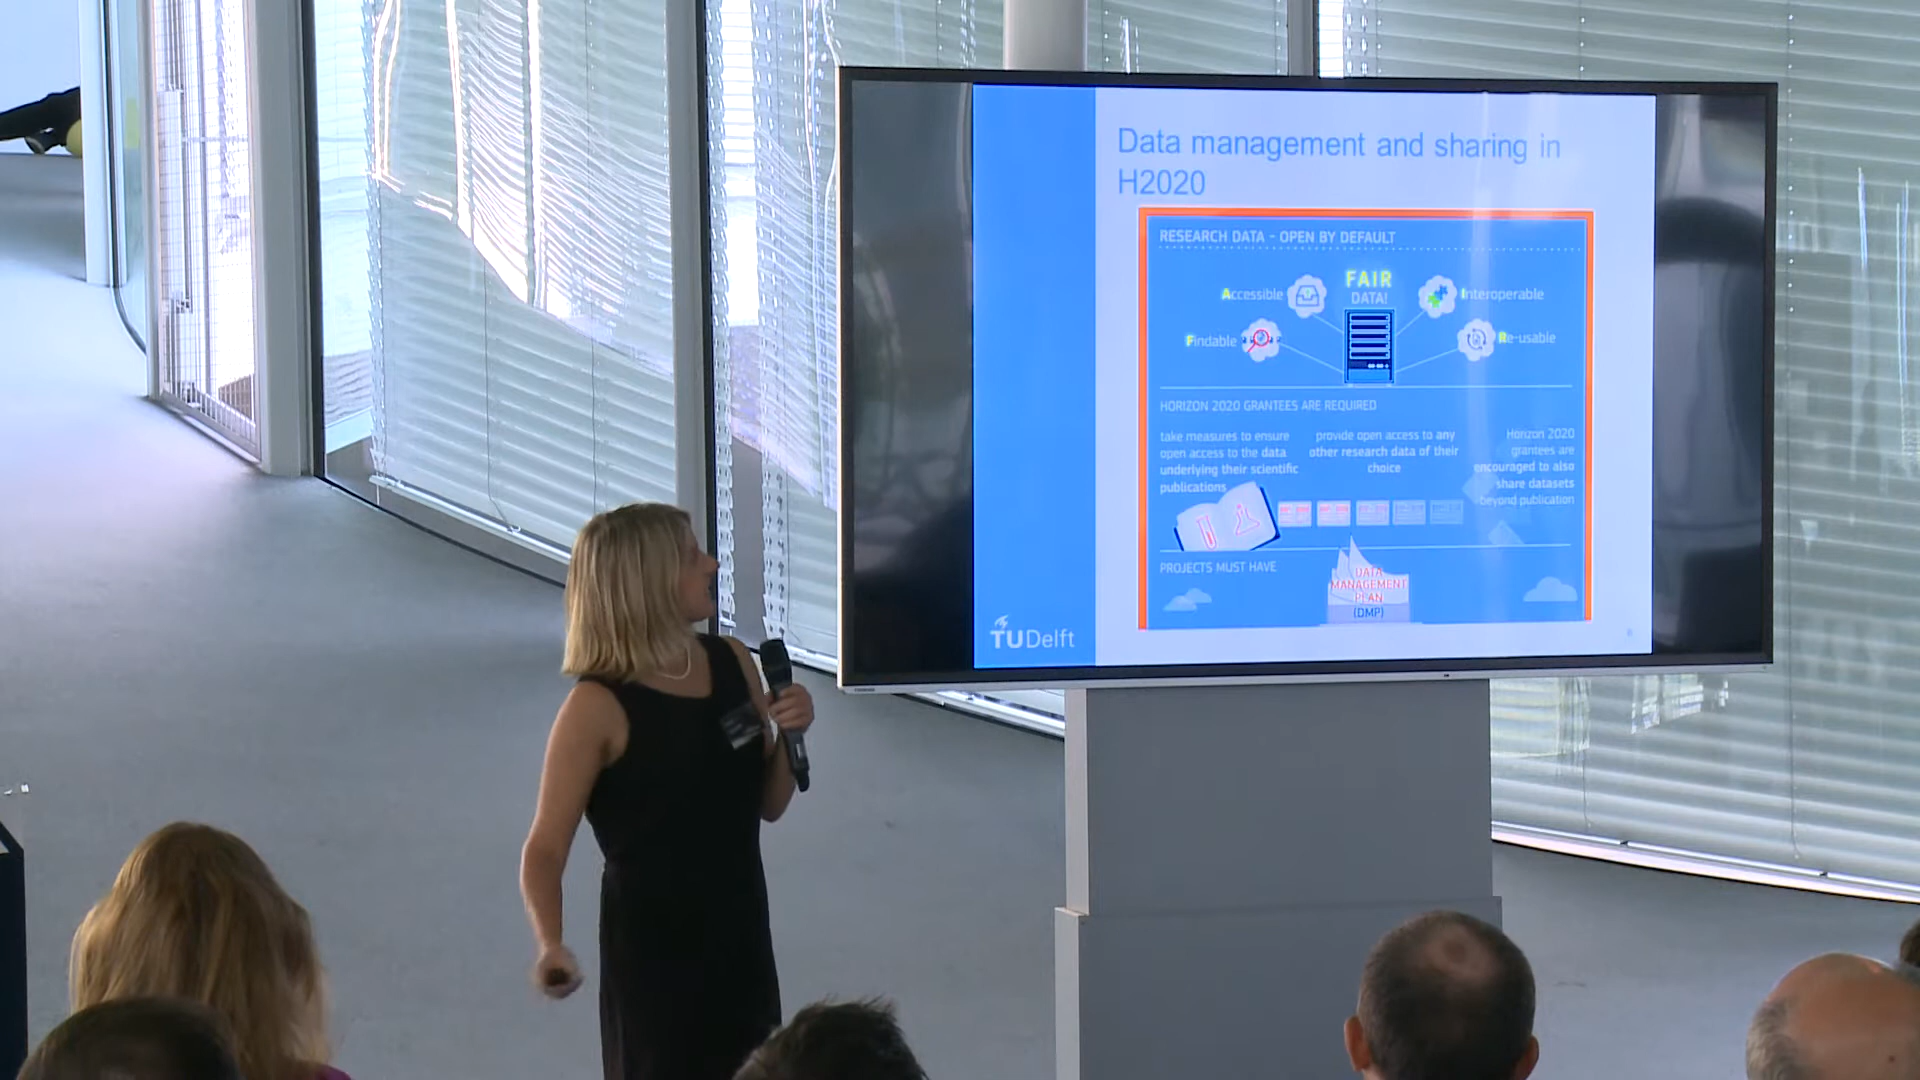 Data management and sharing in
H2020
RESEARCH DATA - OPEN BY DEFAULT
FAIR
DATA!
Accessible
Interoperable
Findable
Re-usable
HORIZON 2020 GRANTEES ARE REQUIRED
take measures to ensure
open access to the data
underlying their scientific
publications
provide open access to any
other research data of their
choice
Horizon 2020
grantees are
encouraged to also
share datasets
beyond publication
PROJECTS MUST HAVE
DATA
MANAGEMENT
PLAN
(DMP)
TU Delft